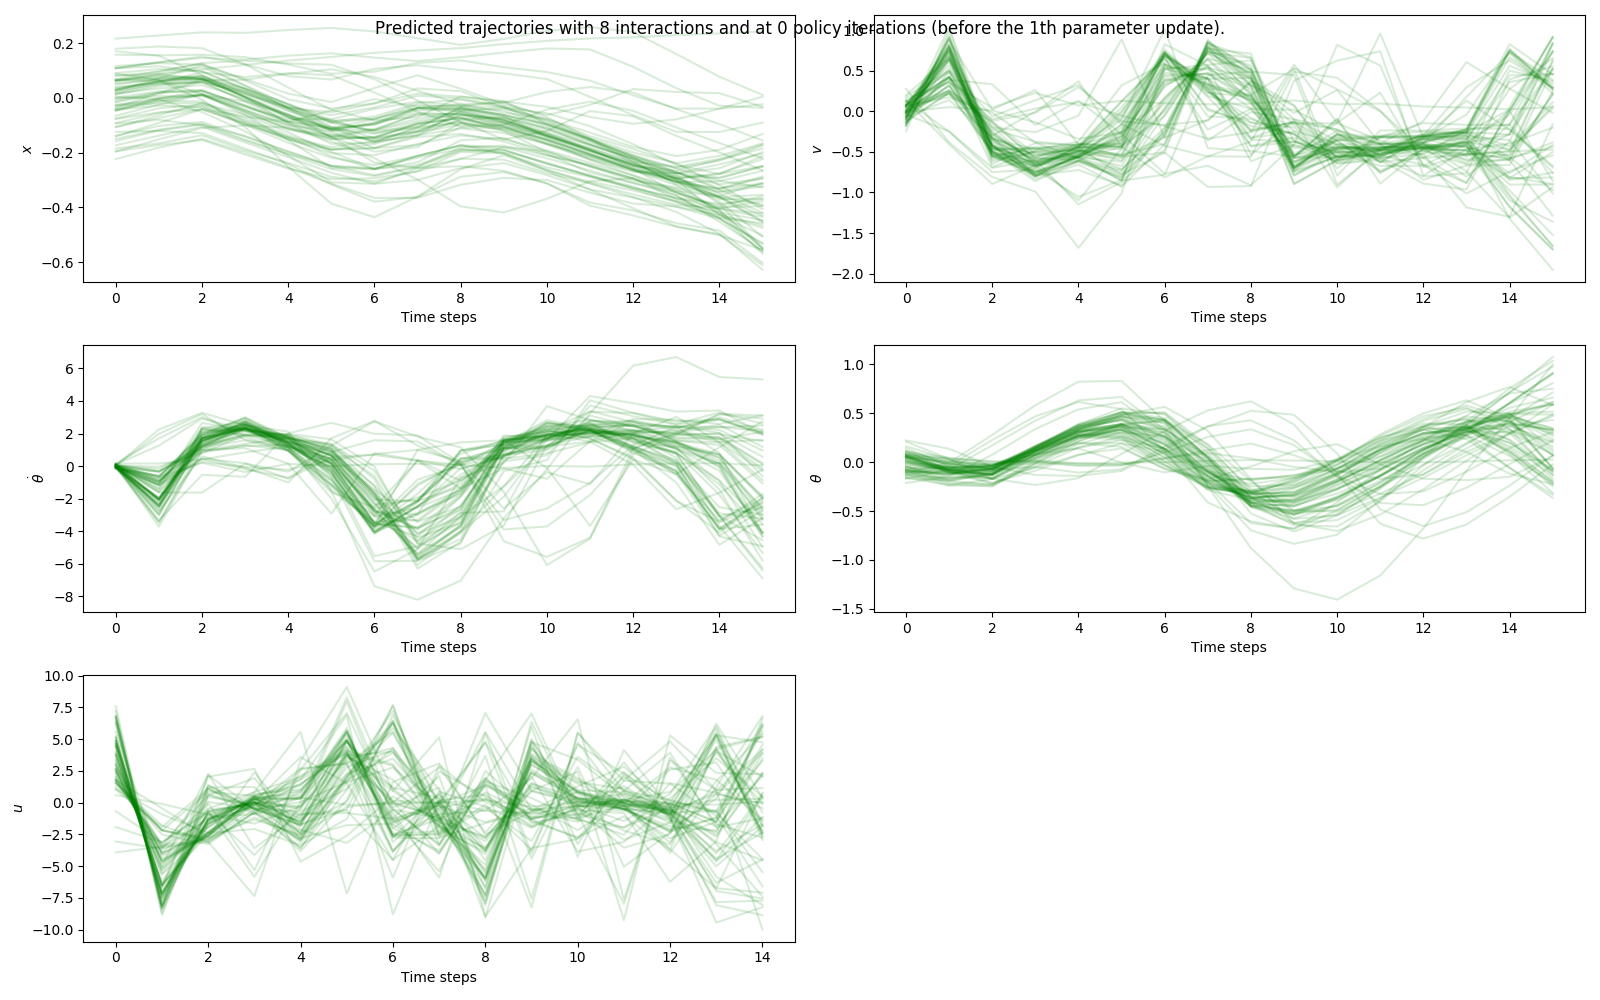 Predicted trajectories with 8 interactions and at 0 policy iterations (before the 1th parameter update).
0.2
0.0
−0.2
−0.4
−0.6
x
0 2 4 6 8 10 12 14
Time steps
1.0
0.5
0.0
−0.5
−1.0
−1.5
−2.0
v
0 2 4 6 8 10 12 14
Time steps
6
4
2
0
−2
−4
−6
−8
θ̇
0 2 4 6 8 10 12 14
Time steps
1.0
0.5
0.0
−0.5
−1.0
−1.5
θ
0 2 4 6 8 10 12 14
Time steps
10.0
7.5
5.0
2.5
0.0
−2.5
−5.0
−7.5
−10.0
u
0 2 4 6 8 10 12 14
Time steps